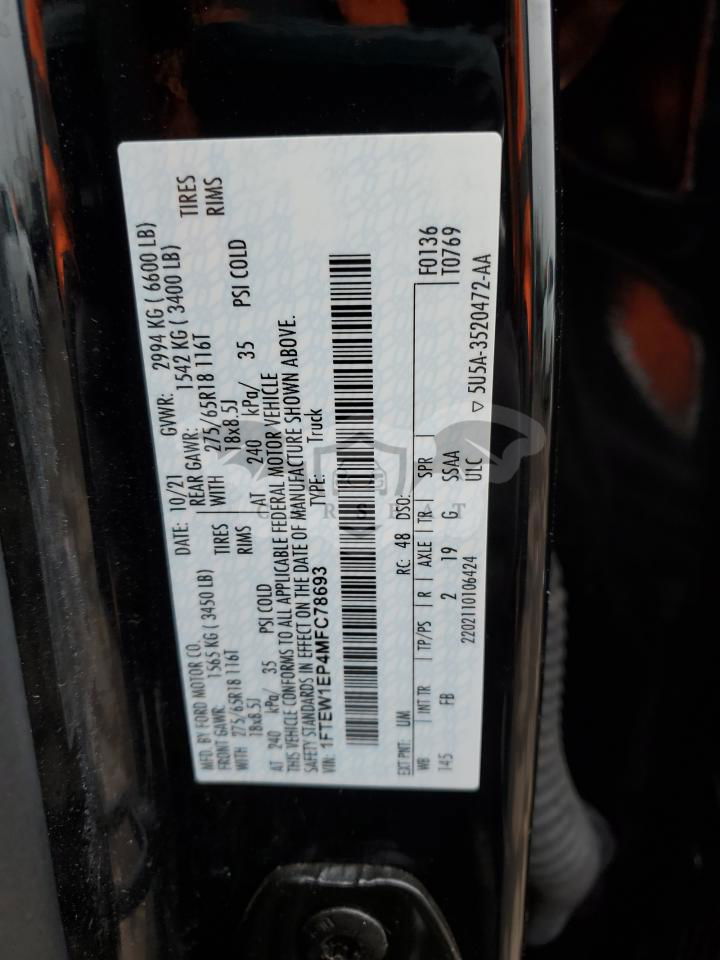 MFD. BY FORD MOTOR CO.
DATE: 10/21 GVWR: 2994 KG ( 6600 LB)
FRONT GAWR: 1565 KG ( 3450 LB) REAR GAWR: 1542 KG ( 3400 LB)
WITH 275/65R18 116T TIRES WITH 275/65R18 116T TIRES
18x8.5J RIMS 18x8.5J RIMS
AT 240 kPa/ 35 PSI COLD AT 240 kPa/ 35 PSI COLD
THIS VEHICLE CONFORMS TO ALL APPLICABLE FEDERAL MOTOR VEHICLE
SAFETY STANDARDS IN EFFECT ON THE DATE OF MANUFACTURE SHOWN ABOVE.
VIN: 1FTEW1EP4MFC78693 TYPE: Truck
EXT PNT: UM RC: 48 DSO: F0136
T0769
WB INT TR TP/PS R AXLE TR SPR
145 FB 2 19 G SSAA
ULC
2202110106424
▽ 5U5A-3520472-AA